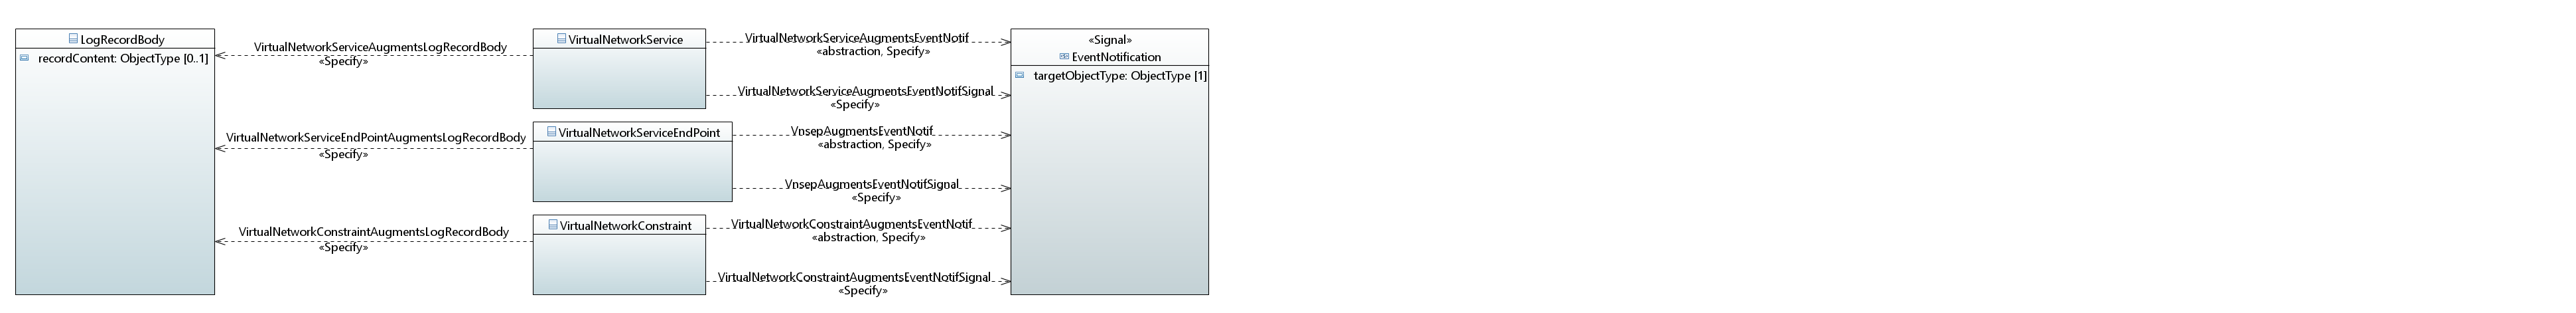 LogRecordBody
recordContent: ObjectType [0..1]
VirtualNetworkServiceAugmentsLogRecordBody
«Specify»
VirtualNetworkServiceEndPointAugmentsLogRecordBody
«Specify»
VirtualNetworkConstraintAugmentsLogRecordBody
«Specify»
VirtualNetworkService
VirtualNetworkServiceEndPoint
VirtualNetworkConstraint
VirtualNetworkServiceAugmentsEventNotif
«abstraction, Specify»
VirtualNetworkServiceAugmentsEventNotifSignal
«Specify»
VnsepAugmentsEventNotif
«abstraction, Specify»
VnsepAugmentsEventNotifSignal
«Specify»
VirtualNetworkConstraintAugmentsEventNotif
«abstraction, Specify»
VirtualNetworkConstraintAugmentsEventNotifSignal
«Specify»
«Signal»
EventNotification
targetObjectType: ObjectType [1]